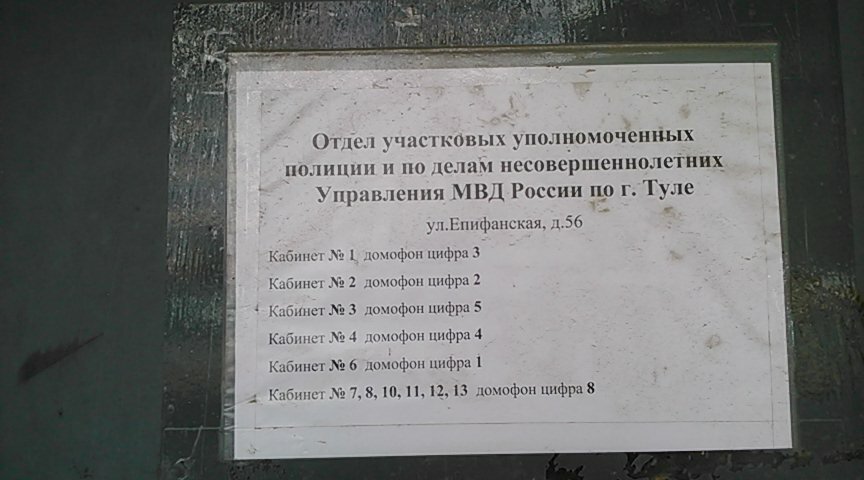 Отдел участковых уполномоченных
полиции и по делам несовершеннолетних
Управления МВД России по г. Туле
ул.Епифанская, д.56
Кабинет № 1 домофон цифра 3
Кабинет № 2 домофон цифра 2
Кабинет № 3 домофон цифра 5
Кабинет № 4 домофон цифра 4
Кабинет № 6 домофон цифра 1
Кабинет № 7, 8, 10, 11, 12, 13 домофон цифра 8